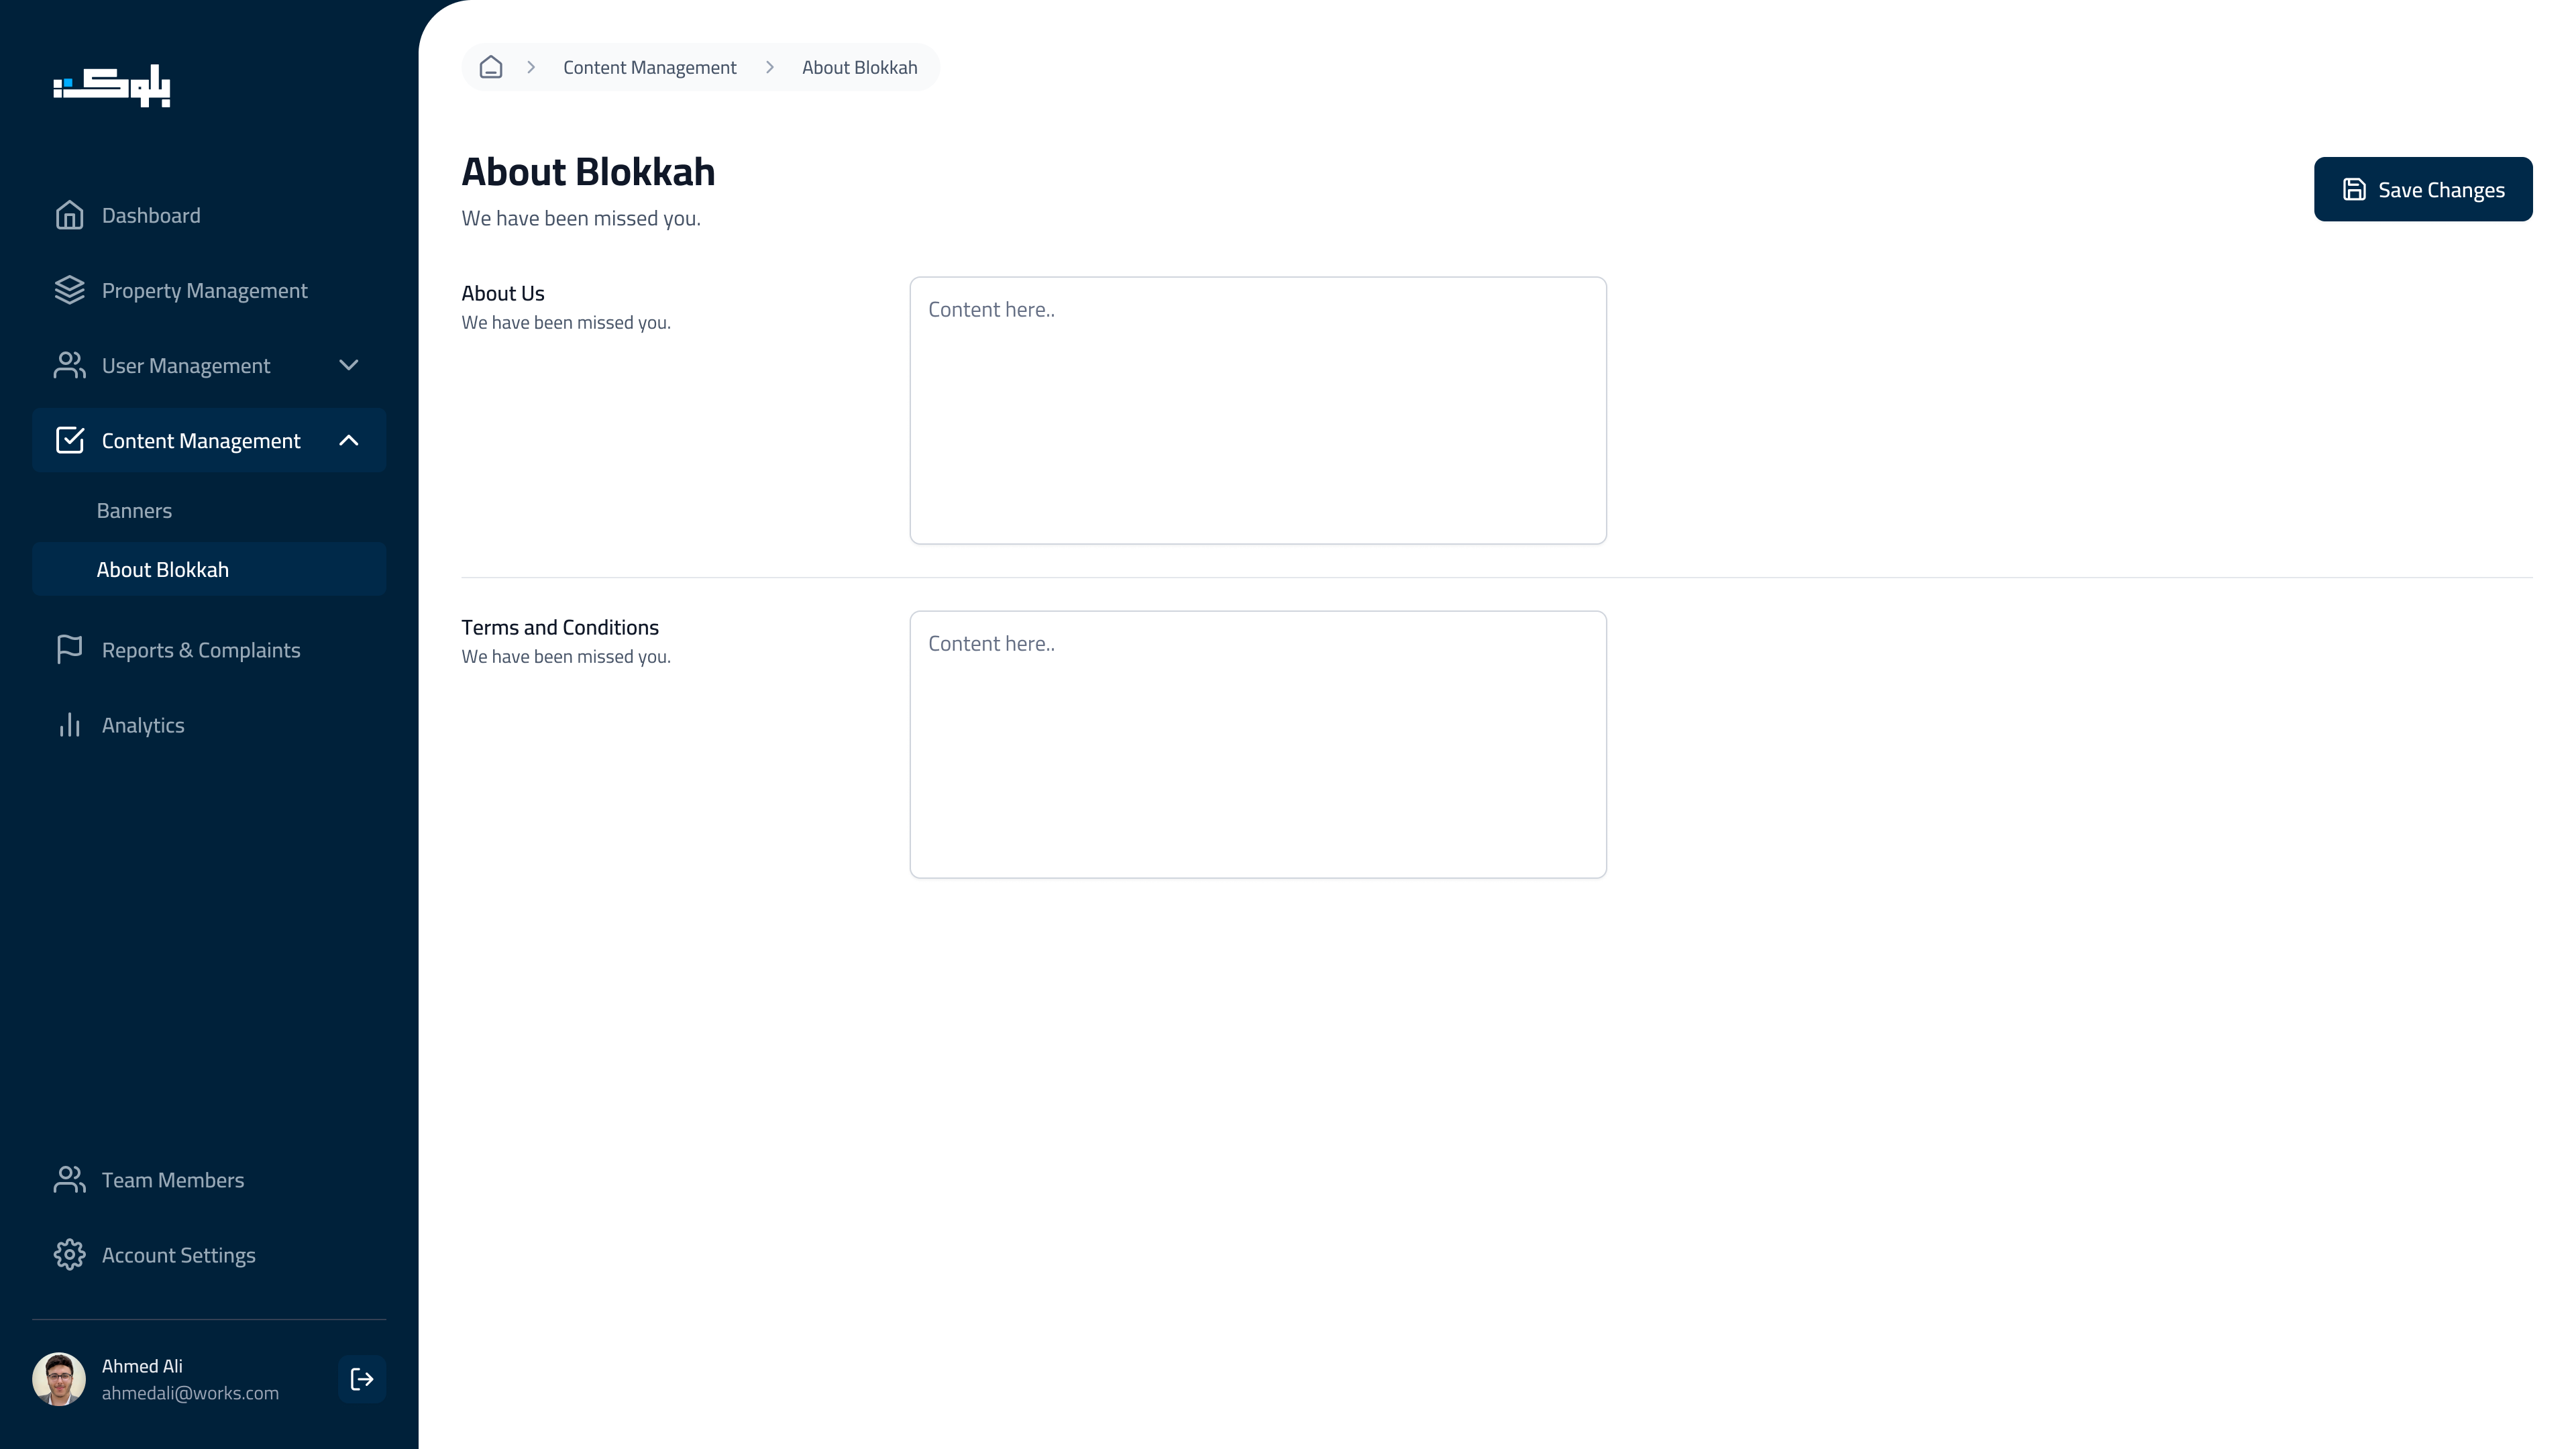 بلوكة
Dashboard
Property Management
User Management
Content Management
Banners
About Blokkah
Reports & Complaints
Analytics
Team Members
Account Settings
Ahmed Ali
ahmedali@works.com
Content Management
About Blokkah
About Blokkah
We have been missed you.
Save Changes
About Us
We have been missed you.
Content here..
Terms and Conditions
We have been missed you.
Content here..